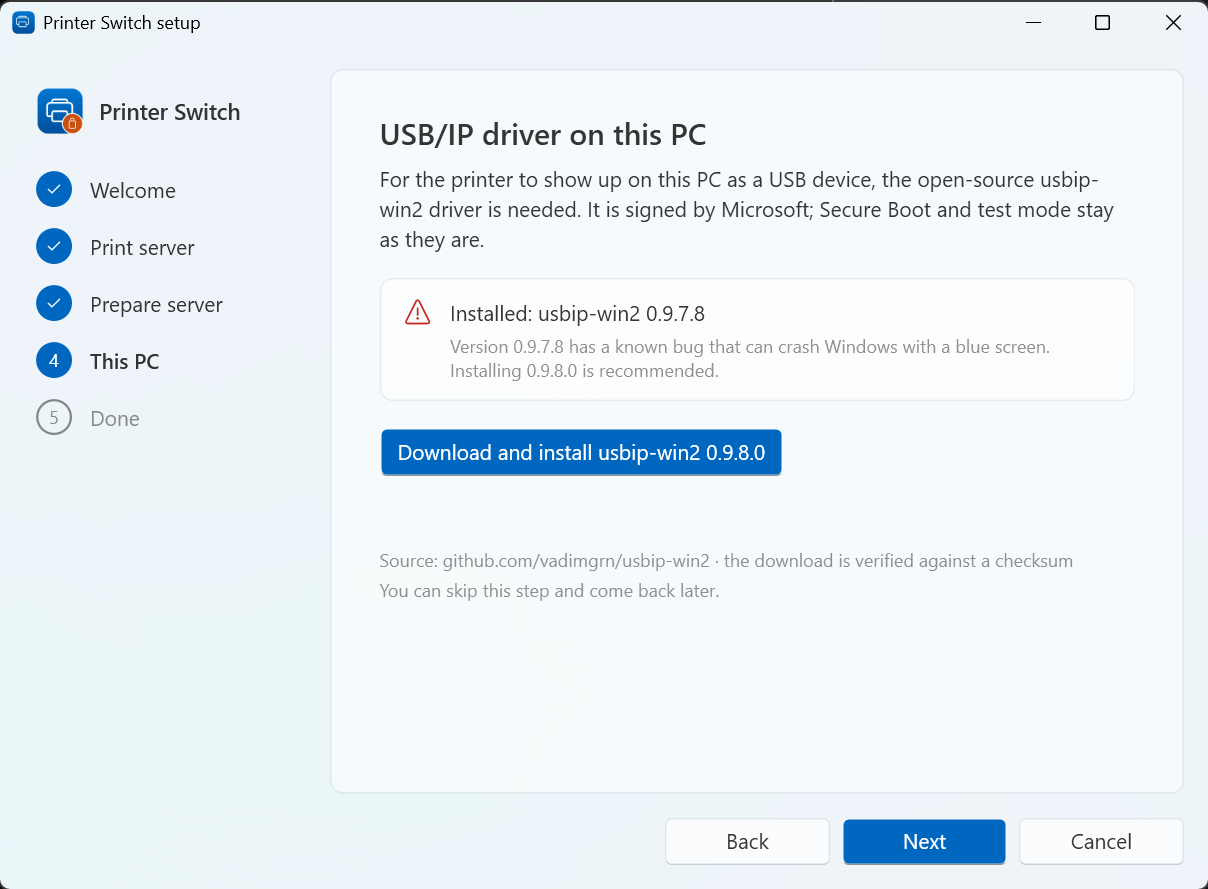 Printer Switch setup
Printer Switch
Welcome
Print server
Prepare server
4 This PC
5 Done
USB/IP driver on this PC
For the printer to show up on this PC as a USB device, the open-source usbip-
win2 driver is needed. It is signed by Microsoft; Secure Boot and test mode stay
as they are.
Installed: usbip-win2 0.9.7.8
Version 0.9.7.8 has a known bug that can crash Windows with a blue screen.
Installing 0.9.8.0 is recommended.
Download and install usbip-win2 0.9.8.0
Source: github.com/vadimgrn/usbip-win2 · the download is verified against a checksum
You can skip this step and come back later.
Back
Next
Cancel